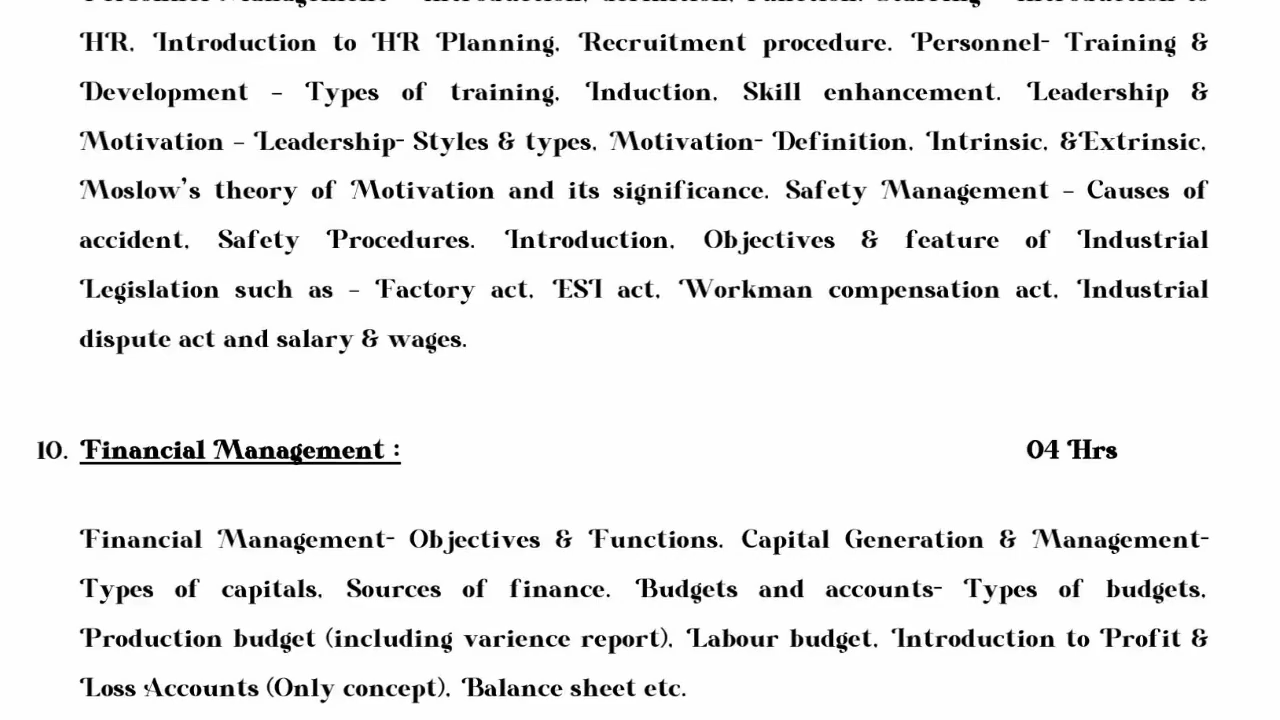 HR, Introduction to HR Planning, Recruitment procedure. Personnel- Training &
Development – Types of training, Induction, Skill enhancement. Leadership &
Motivation – Leadership- Styles & types, Motivation- Definition, Intrinsic, &Extrinsic,
Moslow's theory of Motivation and its significance. Safety Management – Causes of
accident, Safety Procedures. Introduction, Objectives & feature of Industrial
Legislation such as – Factory act, ESI act, Workman compensation act, Industrial
dispute act and salary & wages.
10. Financial Management : 04 Hrs
Financial Management- Objectives & Functions. Capital Generation & Management-
Types of capitals, Sources of finance. Budgets and accounts- Types of budgets,
Production budget (including varience report), Labour budget, Introduction to Profit &
Loss Accounts (Only concept), Balance sheet etc.